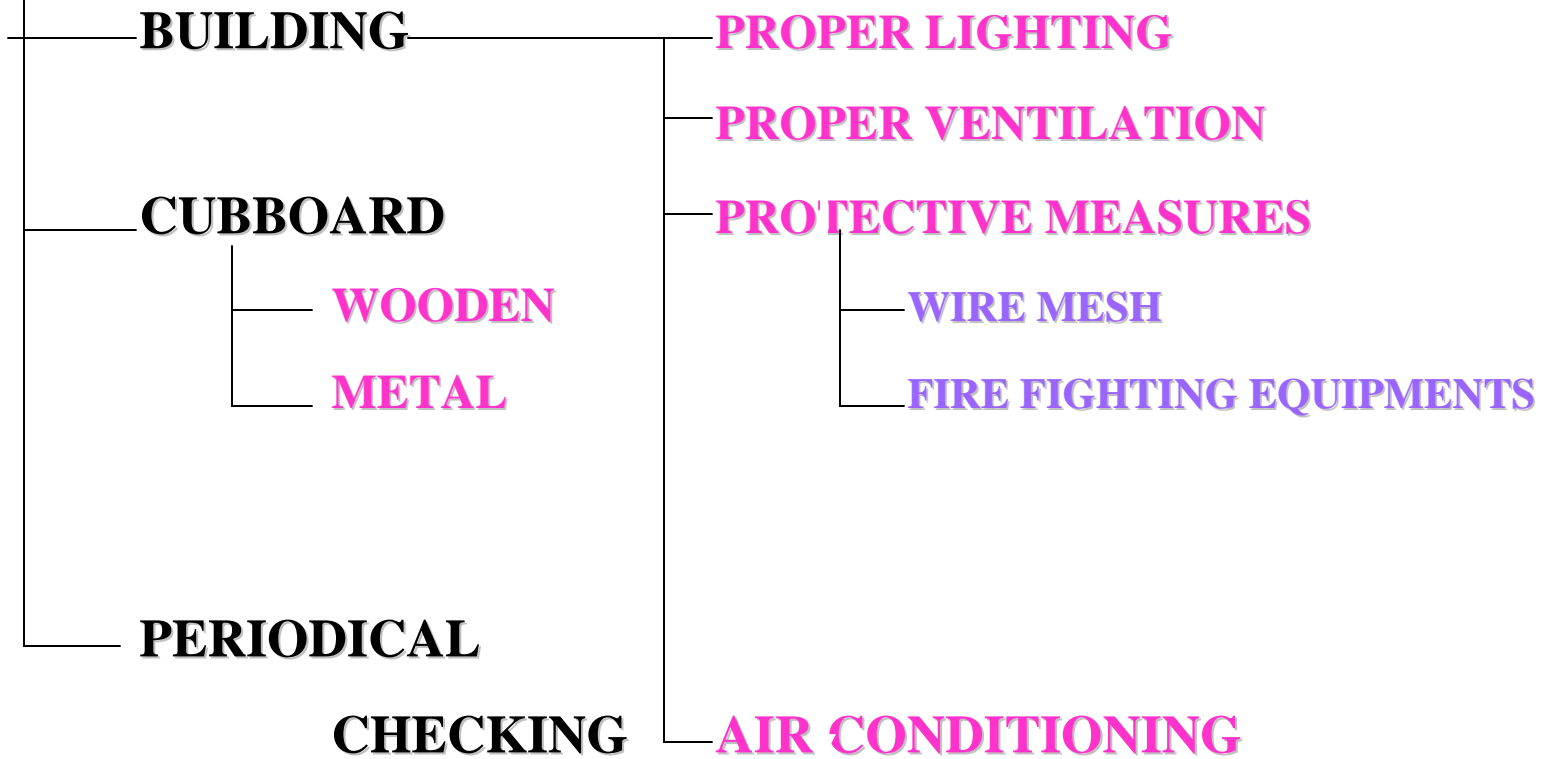 BUILDING
PROPER LIGHTING
PROPER VENTILATION
CUBBOARD
PROTECTIVE MEASURES
WOODEN
WIRE MESH
METAL
FIRE FIGHTING EQUIPMENTS
PERIODICAL
CHECKING
AIR CONDITIONING